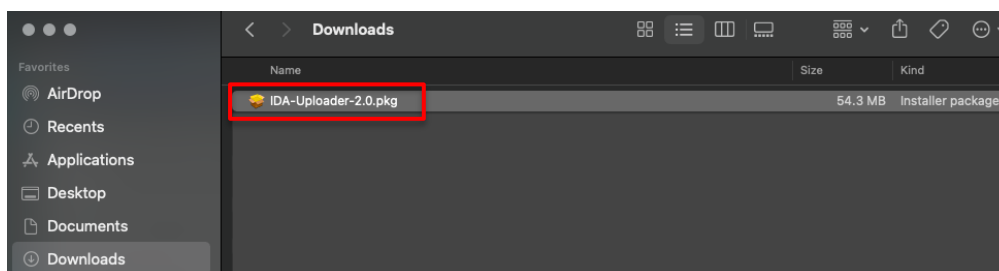 Downloads
Favorites
Name Size Kind
AirDrop
IDA-Uploader-2.0.pkg 54.3 MB Installer package
Recents
Applications
Desktop
Documents
Downloads